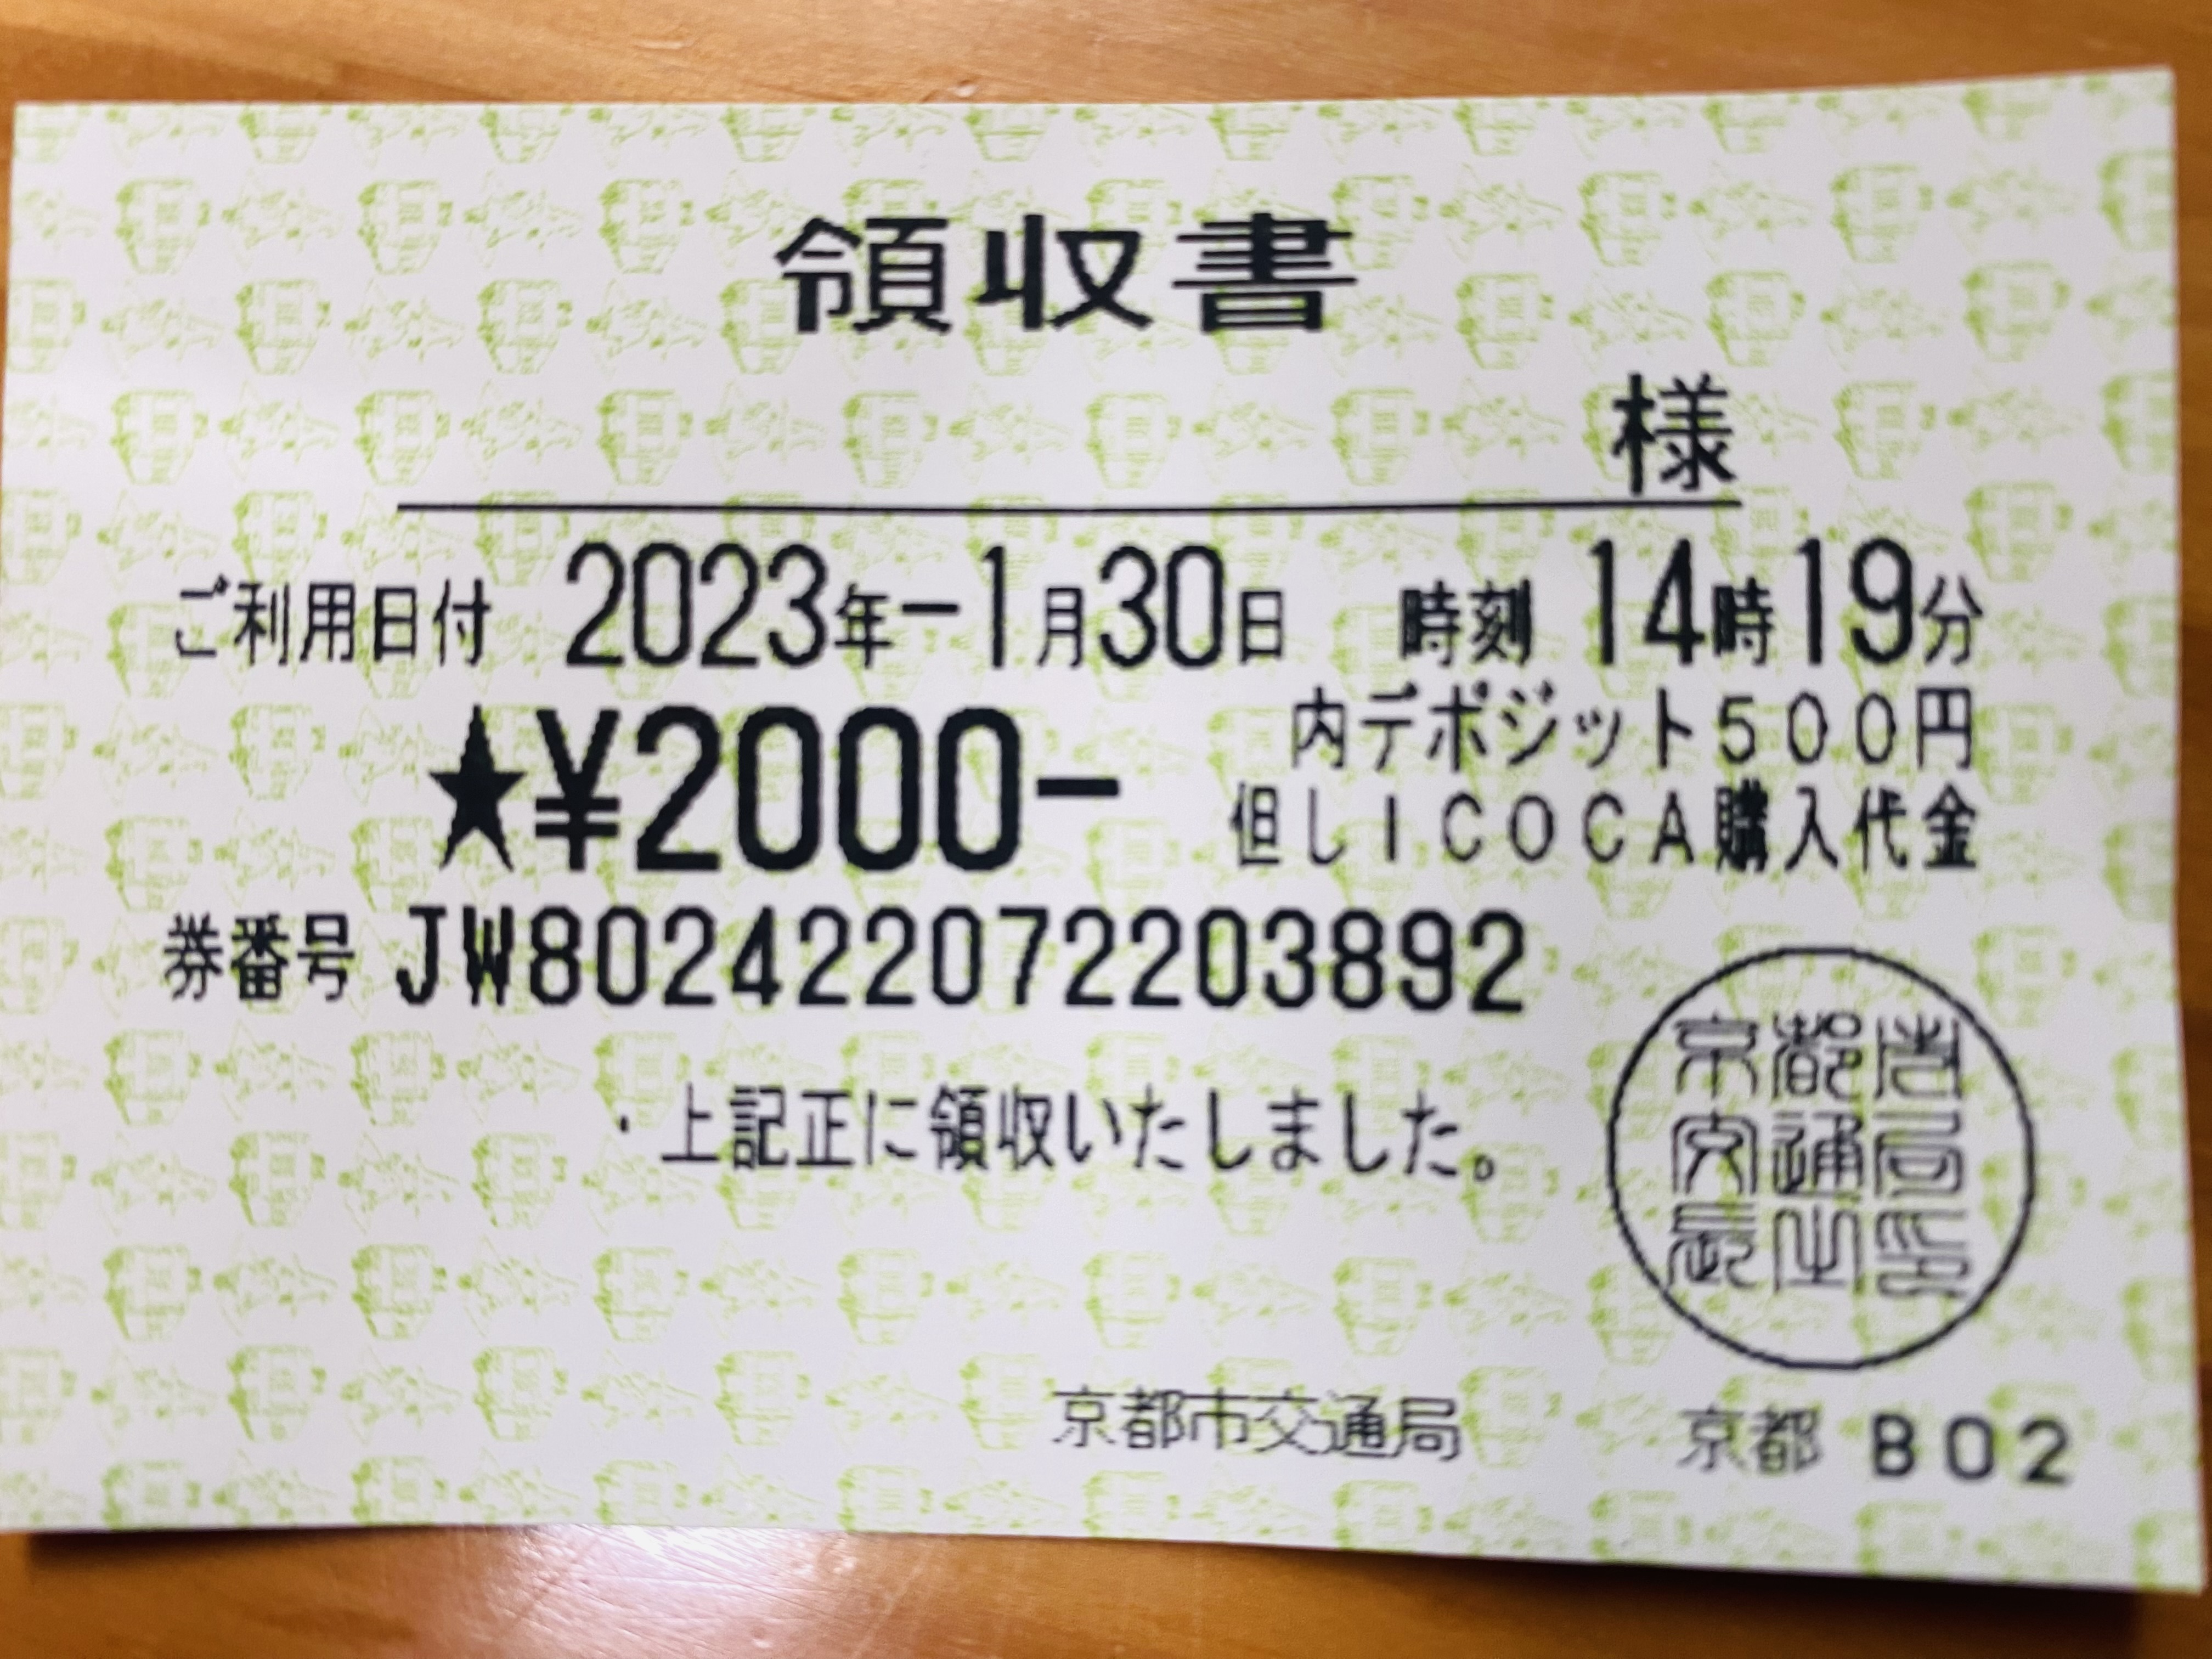 領収書
様
ご利用日付 2023年-1月30日 時刻 14時19分
★¥2000- 内デポジット500円
但しICOCA購入代金
券番号 JW802422072203892
・上記正に領収いたしました。
京都市交通局 京都 B02